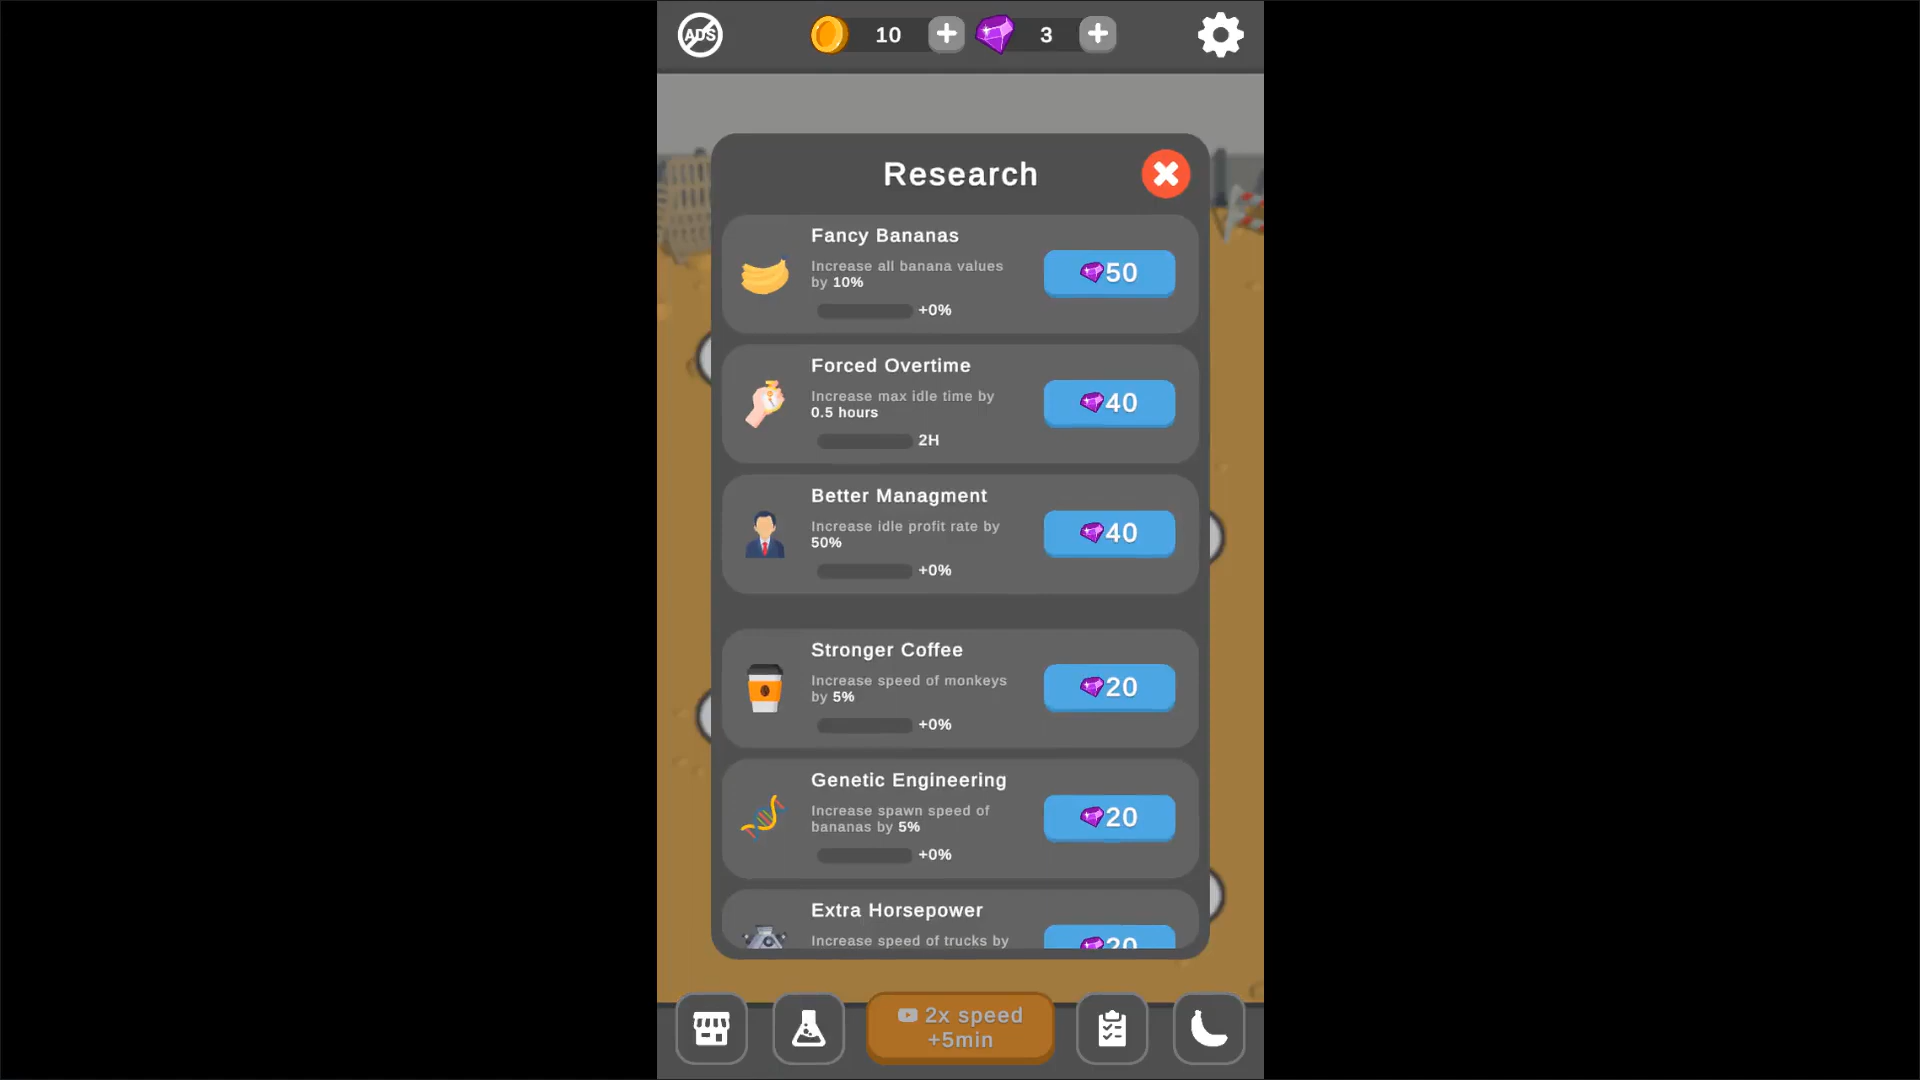 ADS
10
3
Research
Fancy Bananas
Increase all banana values
by 10%
50
+0%
Forced Overtime
Increase max idle time by
0.5 hours
40
2H
Better Managment
Increase idle profit rate by
50%
40
+0%
Stronger Coffee
Increase speed of monkeys
by 5%
20
+0%
Genetic Engineering
Increase spawn speed of
bananas by 5%
20
+0%
Extra Horsepower
Increase speed of trucks by
20
2x speed
+5min